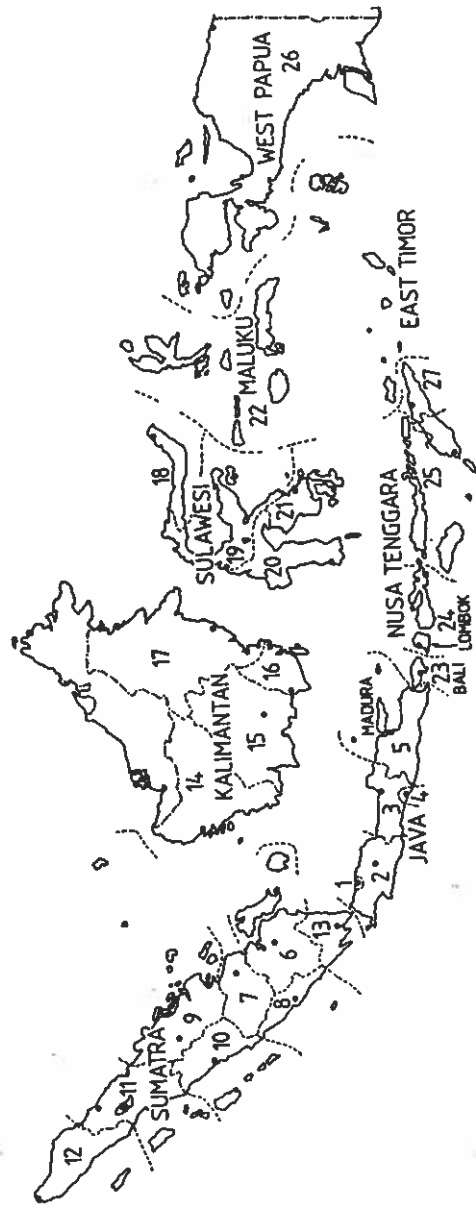 12
11
SUMATRA
9
10
7
6
8
13
1
2
JAVA
3
4
5
MADURA
14
KALIMANTAN
15
16
17
23
BALI
24
LOMBOK
NUSA TENGGARA
25
27
EAST TIMOR
18
SULAWESI
19
20
21
22
MALUKU
WEST PAPUA
26